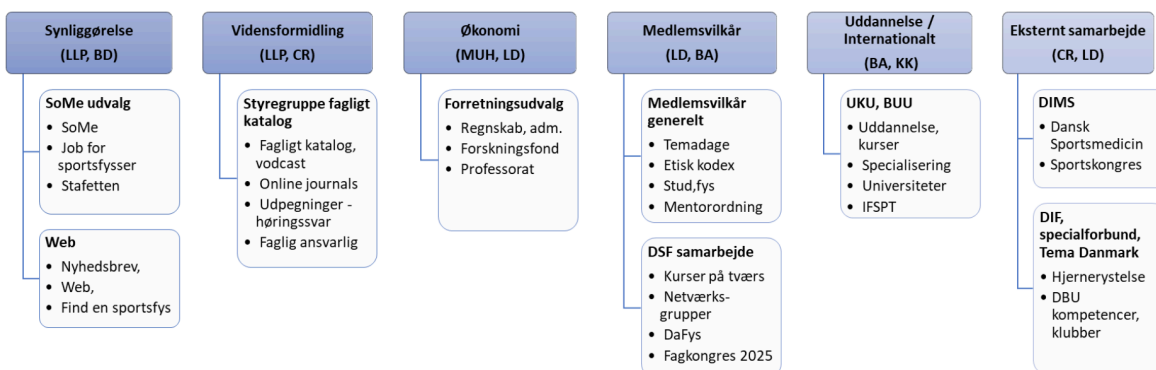 Synliggørelse
(LLP, BD)
SoMe udvalg
• SoMe
• Job for
sportsfysser
• Stafetten
Web
• Nyhedsbrev,
• Web,
• Find en sportsfys
Vidensformidling
(LLP, CR)
Styregruppe fagligt
katalog
• Fagligt katalog,
vodcast
• Online journals
• Udpegninger -
høringssvar
• Faglig ansvarlig
Økonomi
(MUH, LD)
Forretningsudvalg
• Regnskab, adm.
• Forskningsfond
• Professorat
Medlemsvilkår
(LD, BA)
Medlemsvilkår
generelt
• Temadage
• Etisk kodex
• Stud,fys
• Mentorordning
DSF samarbejde
• Kurser på tværs
• Netværks-
grupper
• DaFys
• Fagkongres 2025
Uddannelse /
Internationalt
(BA, KK)
UKU, BUU
• Uddannelse,
kurser
• Specialisering
• Universiteter
• IFSPT
Eksternt samarbejde
(CR, LD)
DIMS
• Dansk
Sportsmedicin
• Sportskongres
DIF,
specialforbund,
Tema Danmark
• Hjernerystelse
• DBU
kompetencer,
klubber